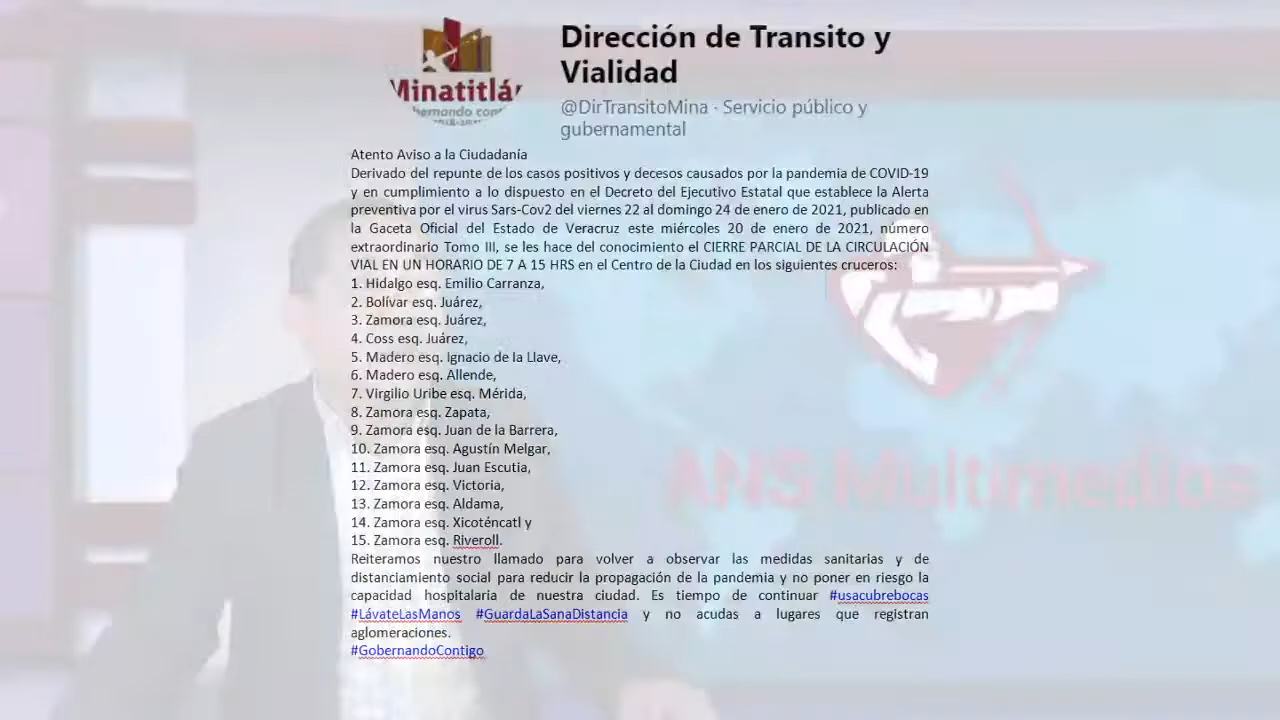 Dirección de Transito y
Vialidad
Minatitlán
@DirTransitoMina · Servicio público y
gubernamental
Atento Aviso a la Ciudadanía
Derivado del repunte de los casos positivos y decesos causados por la pandemia de COVID-19
y en cumplimiento a lo dispuesto en el Decreto del Ejecutivo Estatal que establece la Alerta
preventiva por el virus Sars-Cov2 del viernes 22 al domingo 24 de enero de 2021, publicado en
la Gaceta Oficial del Estado de Veracruz este miércoles 20 de enero de 2021, número
extraordinario Tomo III, se les hace del conocimiento el CIERRE PARCIAL DE LA CIRCULACIÓN
VIAL EN UN HORARIO DE 7 A 15 HRS en el Centro de la Ciudad en los siguientes cruceros:
1. Hidalgo esq. Emilio Carranza,
2. Bolívar esq. Juárez,
3. Zamora esq. Juárez,
4. Coss esq. Juárez,
5. Madero esq. Ignacio de la Llave,
6. Madero esq. Allende,
7. Virgilio Uribe esq. Mérida,
8. Zamora esq. Zapata,
9. Zamora esq. Juan de la Barrera,
10. Zamora esq. Agustín Melgar,
11. Zamora esq. Juan Escutia,
12. Zamora esq. Victoria,
13. Zamora esq. Aldama,
14. Zamora esq. Xicoténcatl y
15. Zamora esq. Riveroll.
Reiteramos nuestro llamado para volver a observar las medidas sanitarias y de
distanciamiento social para reducir la propagación de la pandemia y no poner en riesgo la
capacidad hospitalaria de nuestra ciudad. Es tiempo de continuar #usacubrebocas
#LávateLasManos #GuardaLaSanaDistancia y no acudas a lugares que registran
aglomeraciones.
#GobernandoContigo
ANS Multimedios